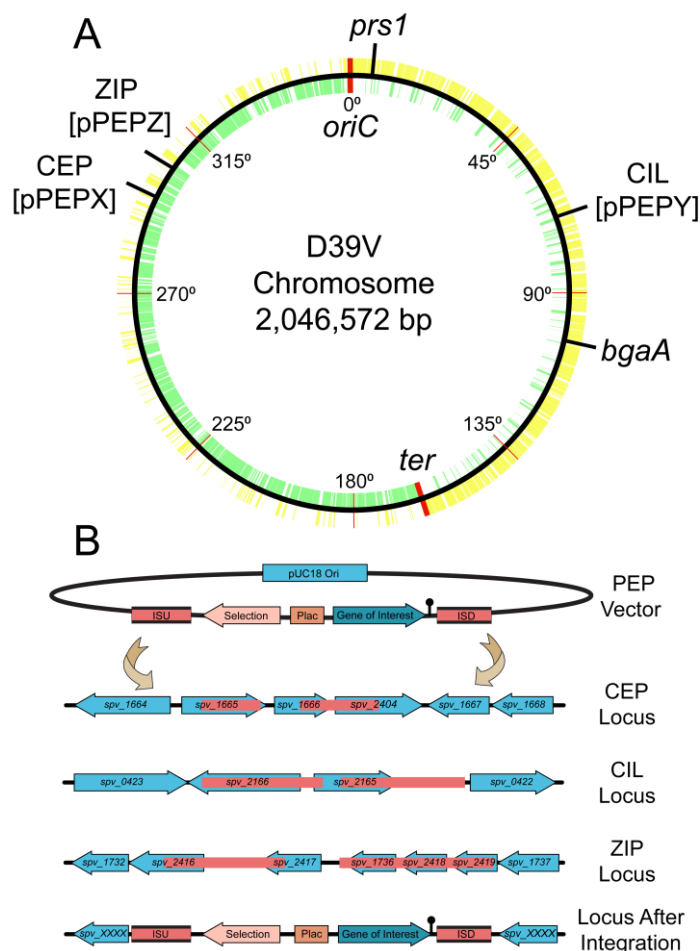 A
prs1
ZIP
[pPEPZ]
CEP
[pPEPX]
0º
oriC
315º
45º
CIL
[pPEPY]
D39V
Chromosome
2,046,572 bp
270º
90º
bgaA
225º
135º
ter
180º
B
pUC18 Ori
PEP
Vector
ISU
Selection
Plac
Gene of Interest
ISD
spv_1664
spv_1665
spv_1666
spv_2404
spv_1667
spv_1668
CEP
Locus
spv_0423
spv_2166
spv_2165
spv_0422
CIL
Locus
spv_1732
spv_2416
spv_2417
spv_1736
spv_2418
spv_2419
spv_1737
ZIP
Locus
spv_XXXX
ISU
Selection
Plac
Gene of Interest
ISD
spv_XXXX
Locus After
Integration